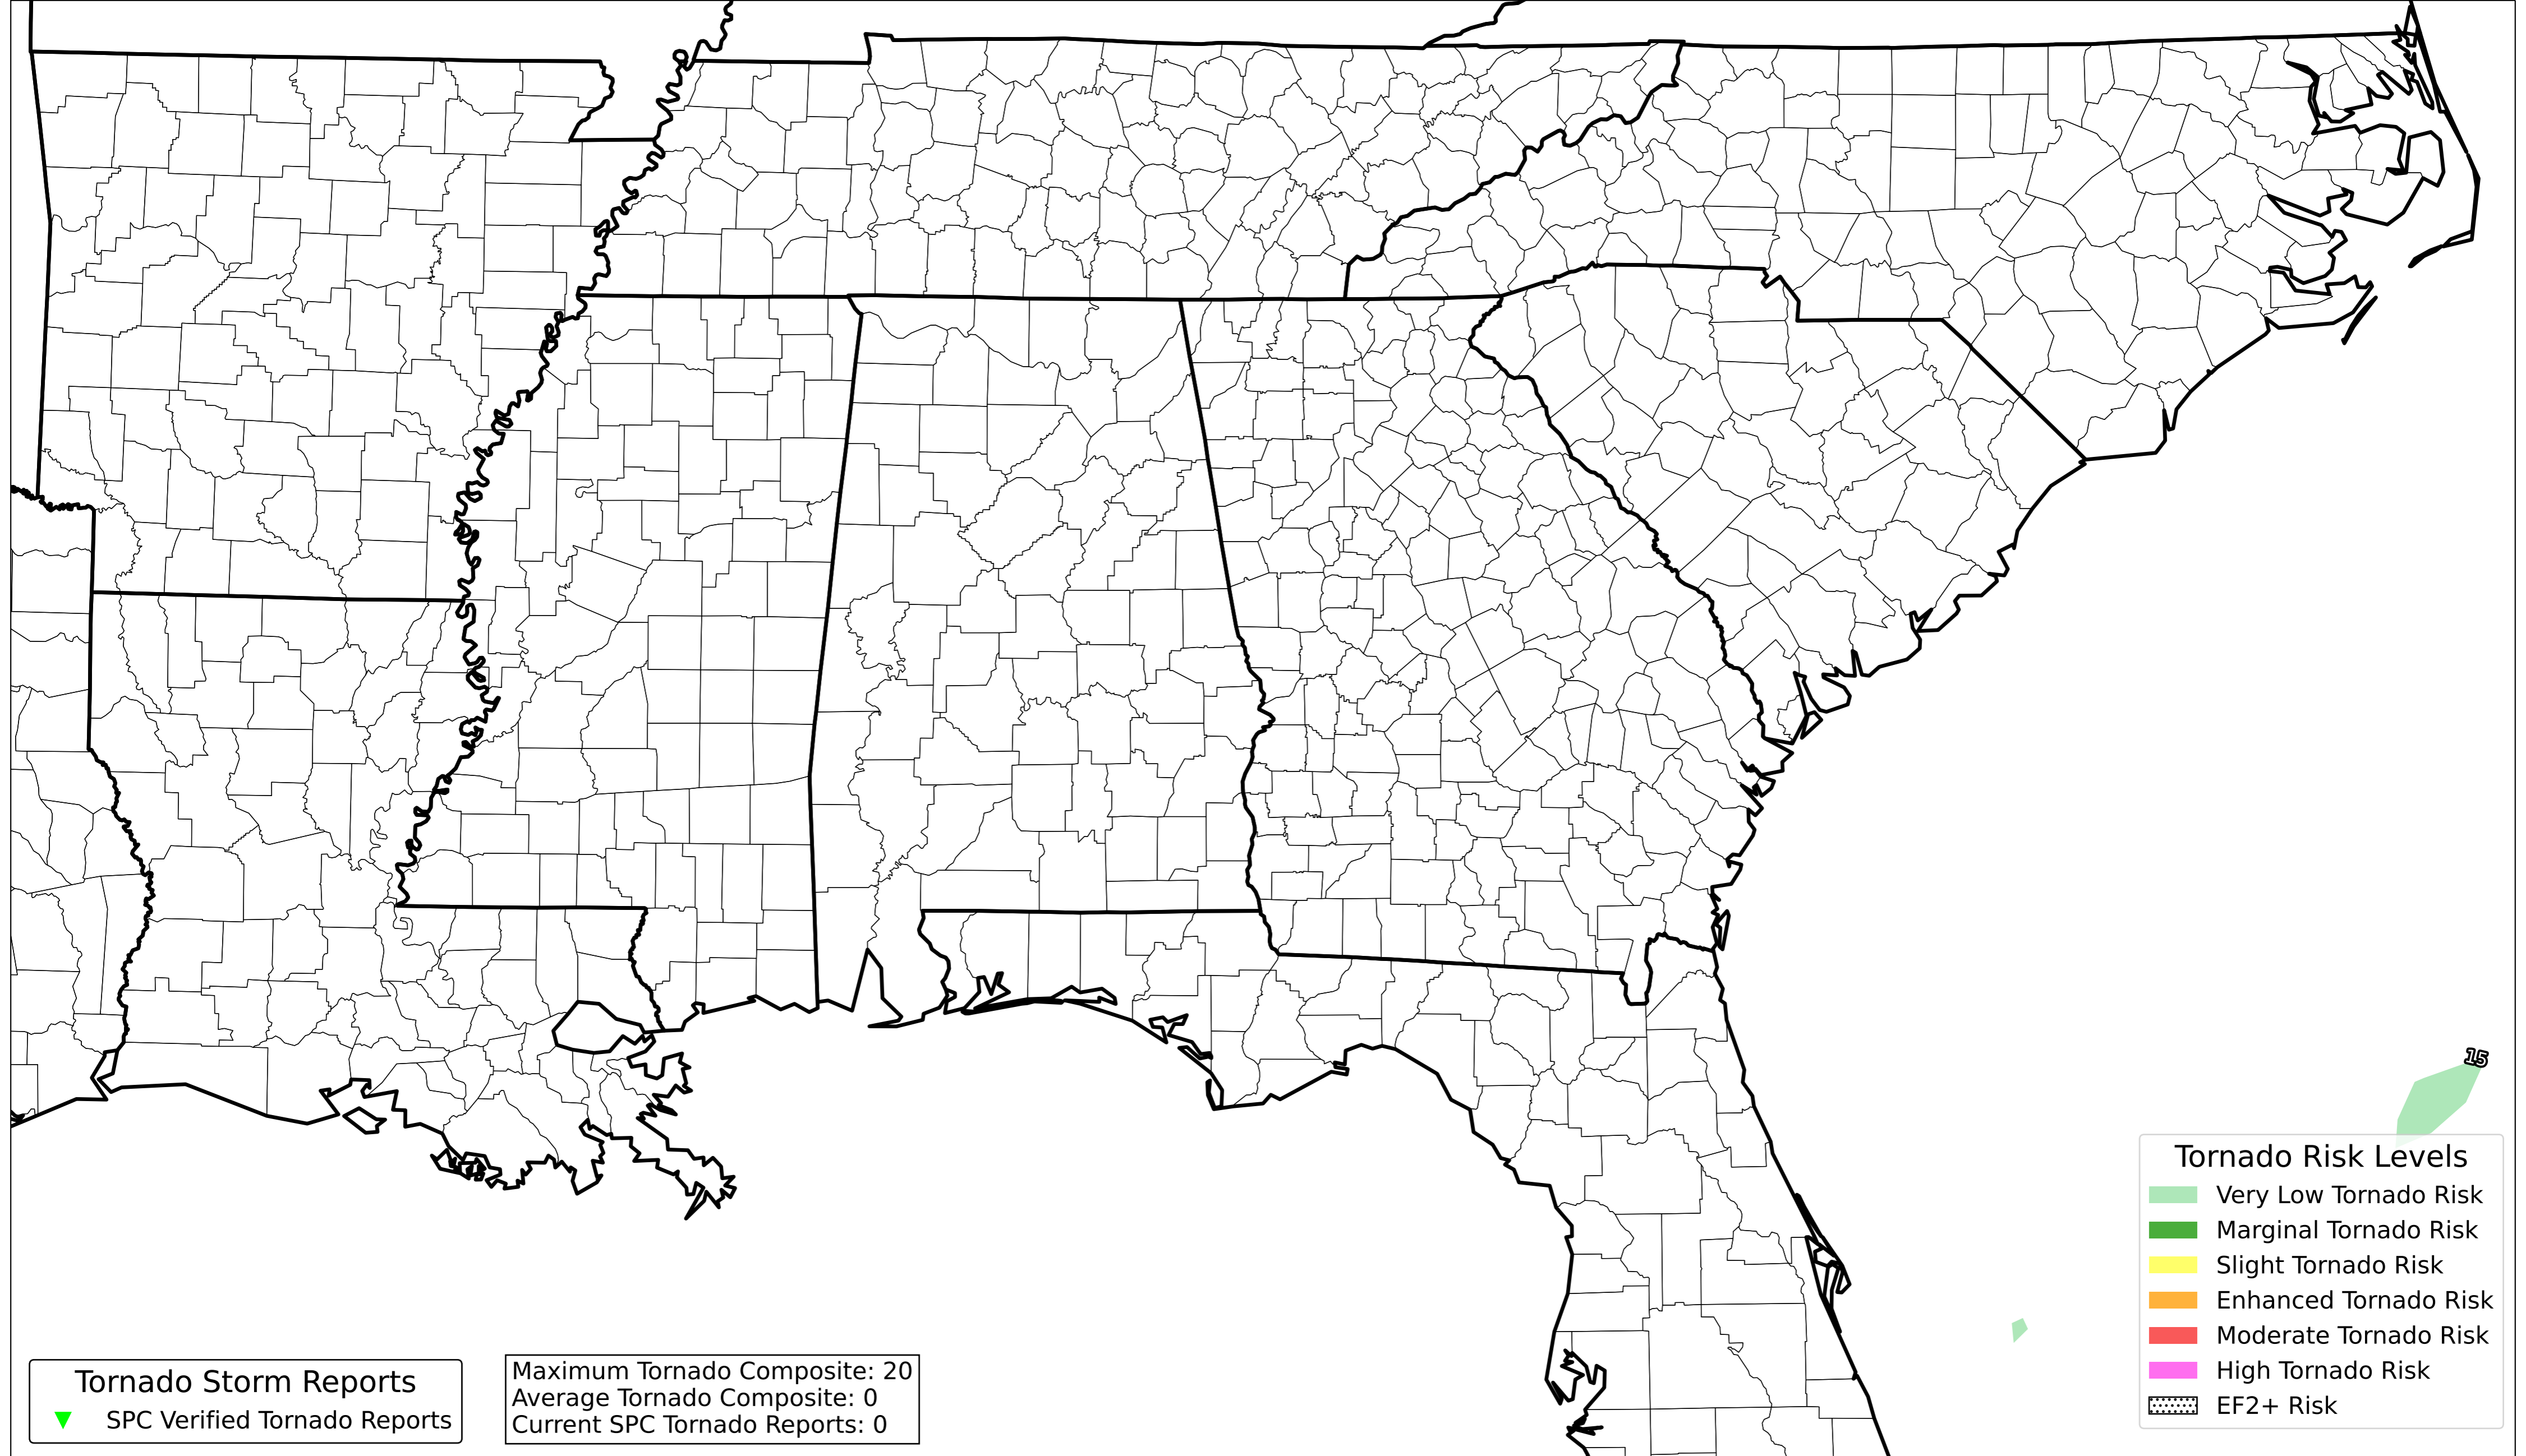 15
Tornado Risk Levels
Very Low Tornado Risk
Marginal Tornado Risk
Slight Tornado Risk
Enhanced Tornado Risk
Moderate Tornado Risk
High Tornado Risk
EF2+ Risk
Tornado Storm Reports
SPC Verified Tornado Reports
Maximum Tornado Composite: 20
Average Tornado Composite: 0
Current SPC Tornado Reports: 0